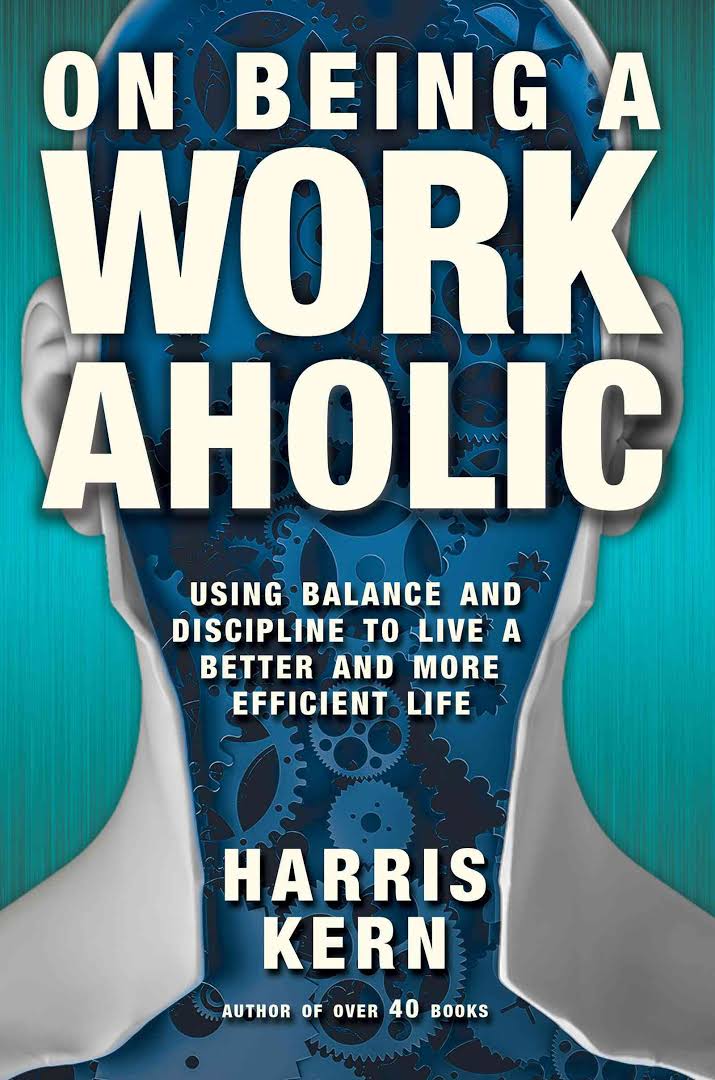 ON BEING A
WORK
AHOLIC
USING BALANCE AND
DISCIPLINE TO LIVE A
BETTER AND MORE
EFFICIENT LIFE
HARRIS
KERN
AUTHOR OF OVER 40 BOOKS